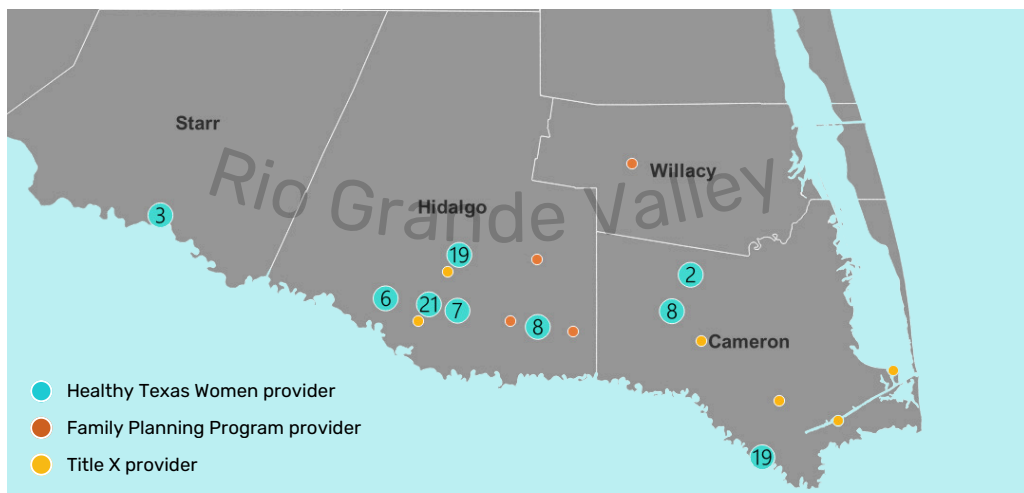 Starr
Willacy
Rio Grande Valley
Hidalgo
3
19
2
6
21
7
8
8
Cameron
19
Healthy Texas Women provider
Family Planning Program provider
Title X provider